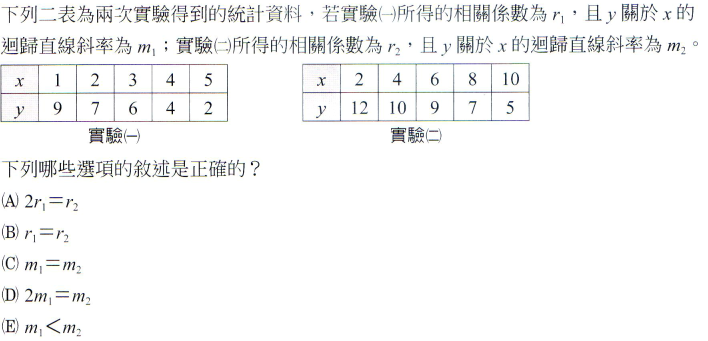 下列二表為兩次實驗得到的統計資料，若實驗㈠所得的相關係數為 r₁，且 y 關於 x 的
迴歸直線斜率為 m₁；實驗㈡所得的相關係數為 r₂，且 y 關於 x 的迴歸直線斜率為 m₂。
x 1 2 3 4 5
y 9 7 6 4 2
實驗㈠
x 2 4 6 8 10
y 12 10 9 7 5
實驗㈡
下列哪些選項的敘述是正確的？
(A) 2r₁＝r₂
(B) r₁＝r₂
(C) m₁＝m₂
(D) 2m₁＝m₂
(E) m₁＜m₂